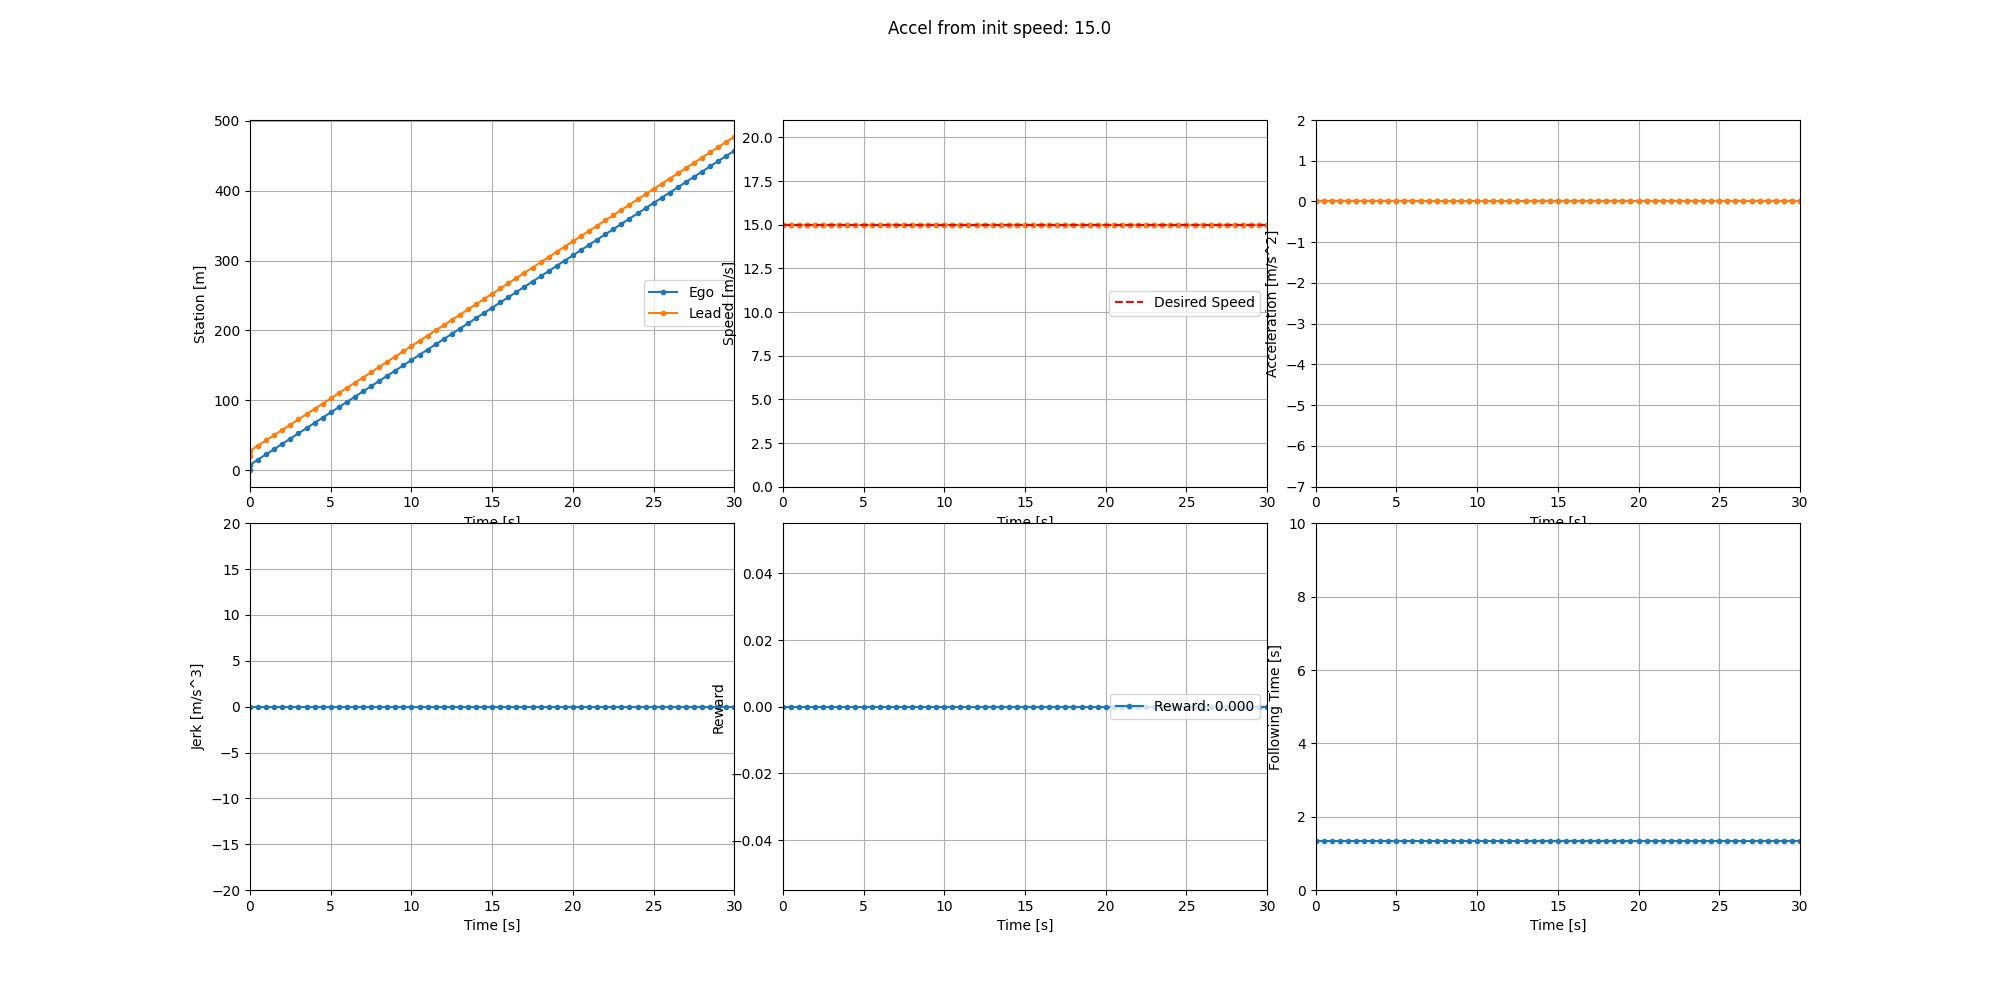 Accel from init speed: 15.0
500
400
300
200
100
0
Station [m]
Ego
Lead
0 5 10 15 20 25 30
Time [s]
20.0
17.5
15.0
12.5
10.0
7.5
5.0
2.5
0.0
Speed [m/s]
Desired Speed
0 5 10 15 20 25 30
Time [s]
2
1
0
−1
−2
−3
−4
−5
−6
−7
Acceleration [m/s^2]
0 5 10 15 20 25 30
Time [s]
20
15
10
5
0
−5
−10
−15
−20
Jerk [m/s^3]
0 5 10 15 20 25 30
Time [s]
0.04
0.02
0.00
−0.02
−0.04
Reward
Reward: 0.000
0 5 10 15 20 25 30
Time [s]
10
8
6
4
2
0
Following Time [s]
0 5 10 15 20 25 30
Time [s]